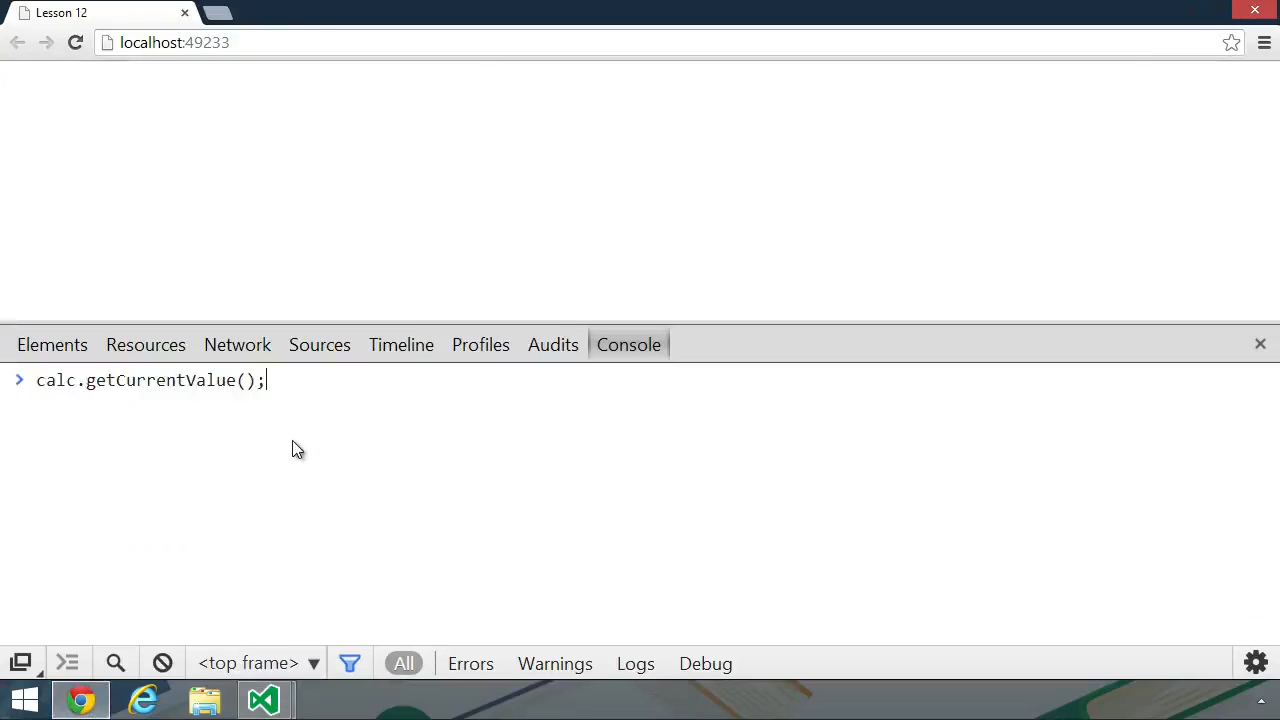 Lesson 12
localhost:49233
Elements Resources Network Sources Timeline Profiles Audits Console
calc.getCurrentValue();
<top frame> All Errors Warnings Logs Debug